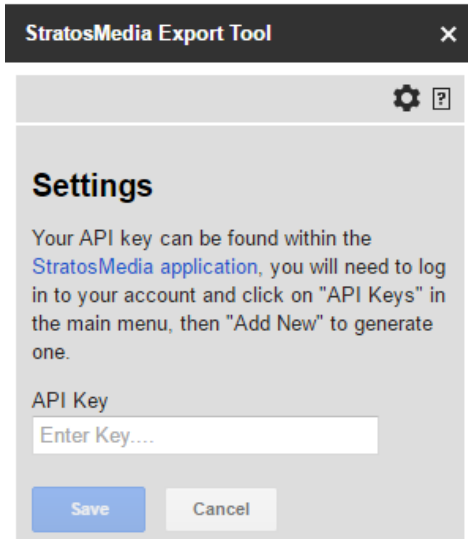 StratosMedia Export Tool ×
?
Settings
Your API key can be found within the
StratosMedia application, you will need to log
in to your account and click on "API Keys" in
the main menu, then "Add New" to generate
one.
API Key
Enter Key....
Save Cancel